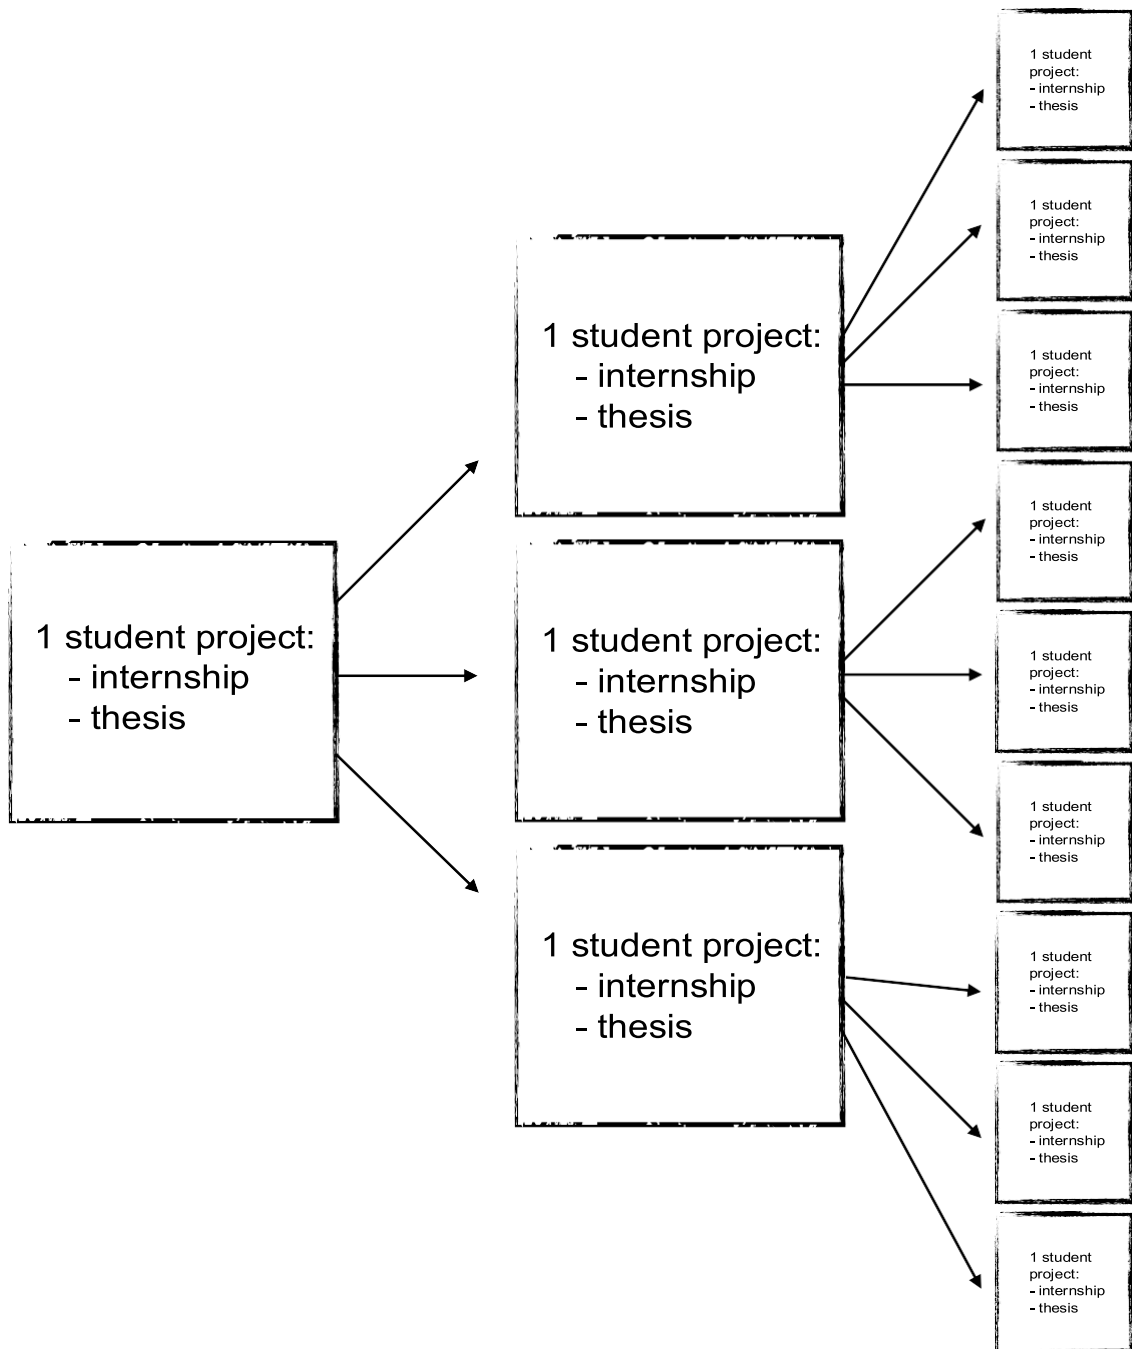 1 student project:
- internship
- thesis
1 student project:
- internship
- thesis
1 student project:
- internship
- thesis
1 student project:
- internship
- thesis
1 student
project:
- internship
- thesis
1 student
project:
- internship
- thesis
1 student
project:
- internship
- thesis
1 student
project:
- internship
- thesis
1 student
project:
- internship
- thesis
1 student
project:
- internship
- thesis
1 student
project:
- internship
- thesis
1 student
project:
- internship
- thesis
1 student
project:
- internship
- thesis